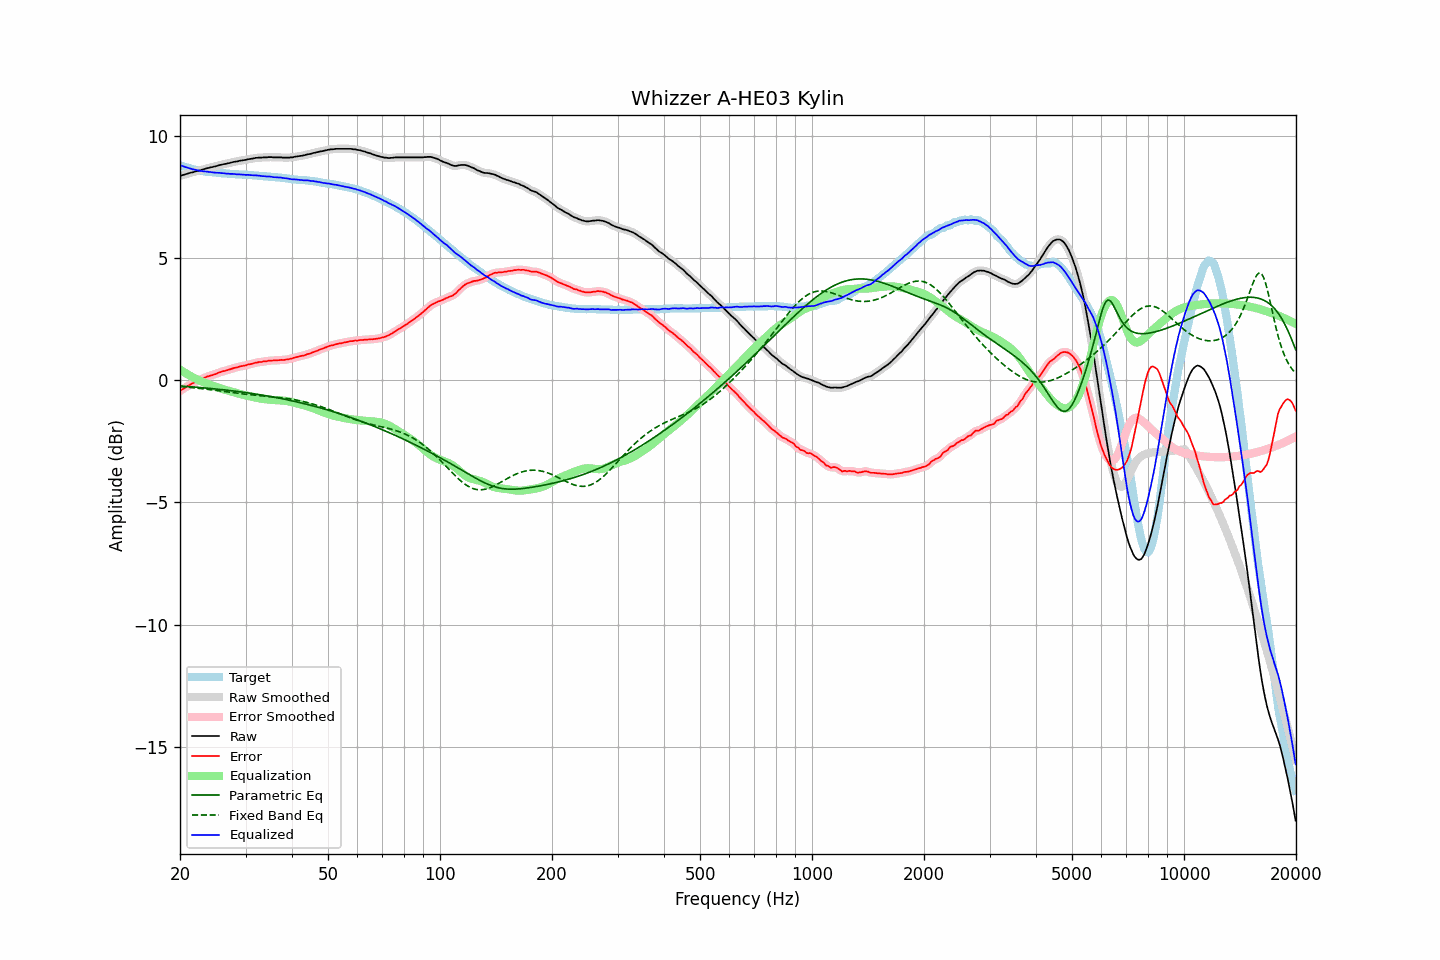 Whizzer A-HE03 Kylin
10
5
0
−5
−10
−15
Amplitude (dBr)
Target
Raw Smoothed
Error Smoothed
Raw
Error
Equalization
Parametric Eq
Fixed Band Eq
Equalized
20 50 100 200 500 1000 2000 5000 10000 20000
Frequency (Hz)